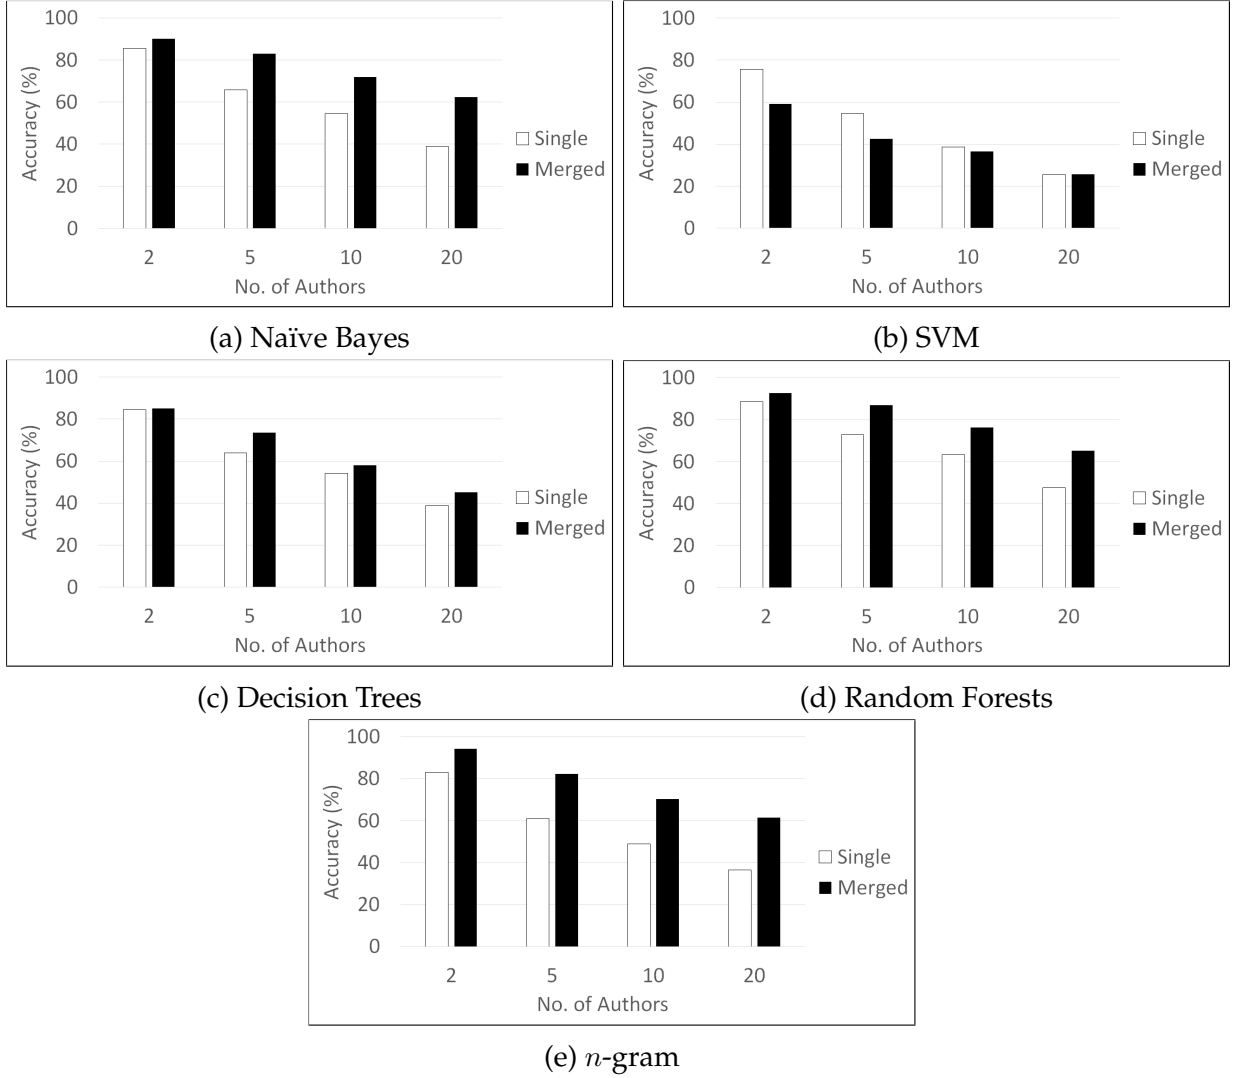 100
80
60
40
20
0
Accuracy (%)
2 5 10 20
No. of Authors
Single
Merged
(a) Naïve Bayes
100
80
60
40
20
0
Accuracy (%)
2 5 10 20
No. of Authors
Single
Merged
(b) SVM
100
80
60
40
20
0
Accuracy (%)
2 5 10 20
No. of Authors
Single
Merged
(c) Decision Trees
100
80
60
40
20
0
Accuracy (%)
2 5 10 20
No. of Authors
Single
Merged
(d) Random Forests
100
80
60
40
20
0
Accuracy (%)
2 5 10 20
No. of Authors
Single
Merged
(e) n-gram